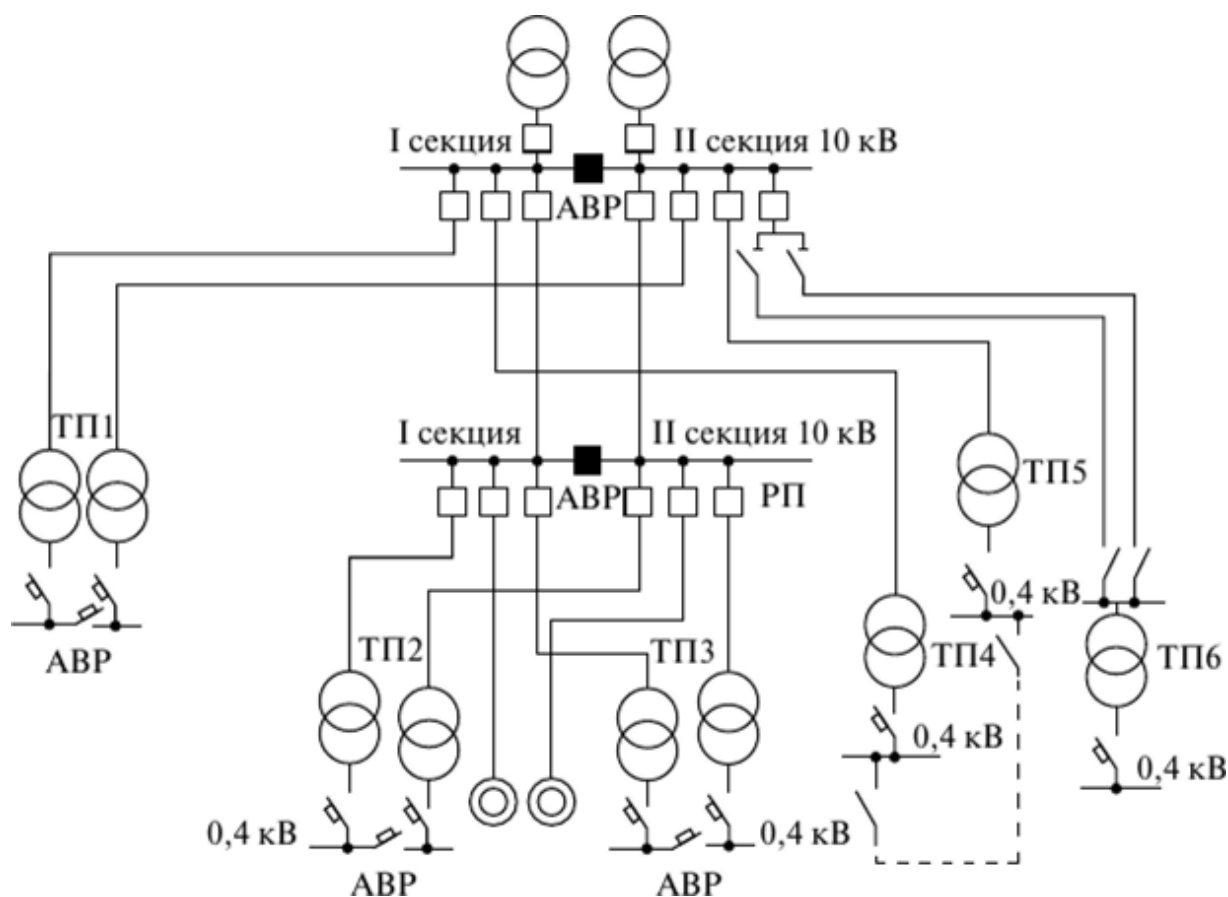 I секция
II секция 10 кВ
АВР
ТП1
I секция
II секция 10 кВ
АВР
РП
ТП5
0,4 кВ
АВР
ТП2
ТП3
ТП4
ТП6
0,4 кВ
0,4 кВ
0,4 кВ
0,4 кВ
АВР
АВР